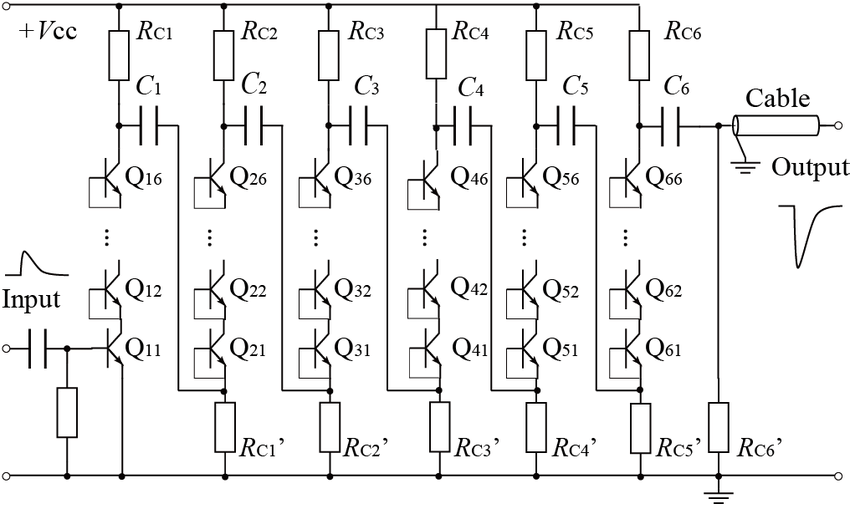 +Vcc
RC1 RC2 RC3 RC4 RC5 RC6
C1 C2 C3 C4 C5 C6
Cable
Q16 Q26 Q36 Q46 Q56 Q66
Output
... ... ... ... ... ...
Input
Q12 Q22 Q32 Q42 Q52 Q62
Q11 Q21 Q31 Q41 Q51 Q61
RC1’ RC2’ RC3’ RC4’ RC5’ RC6’